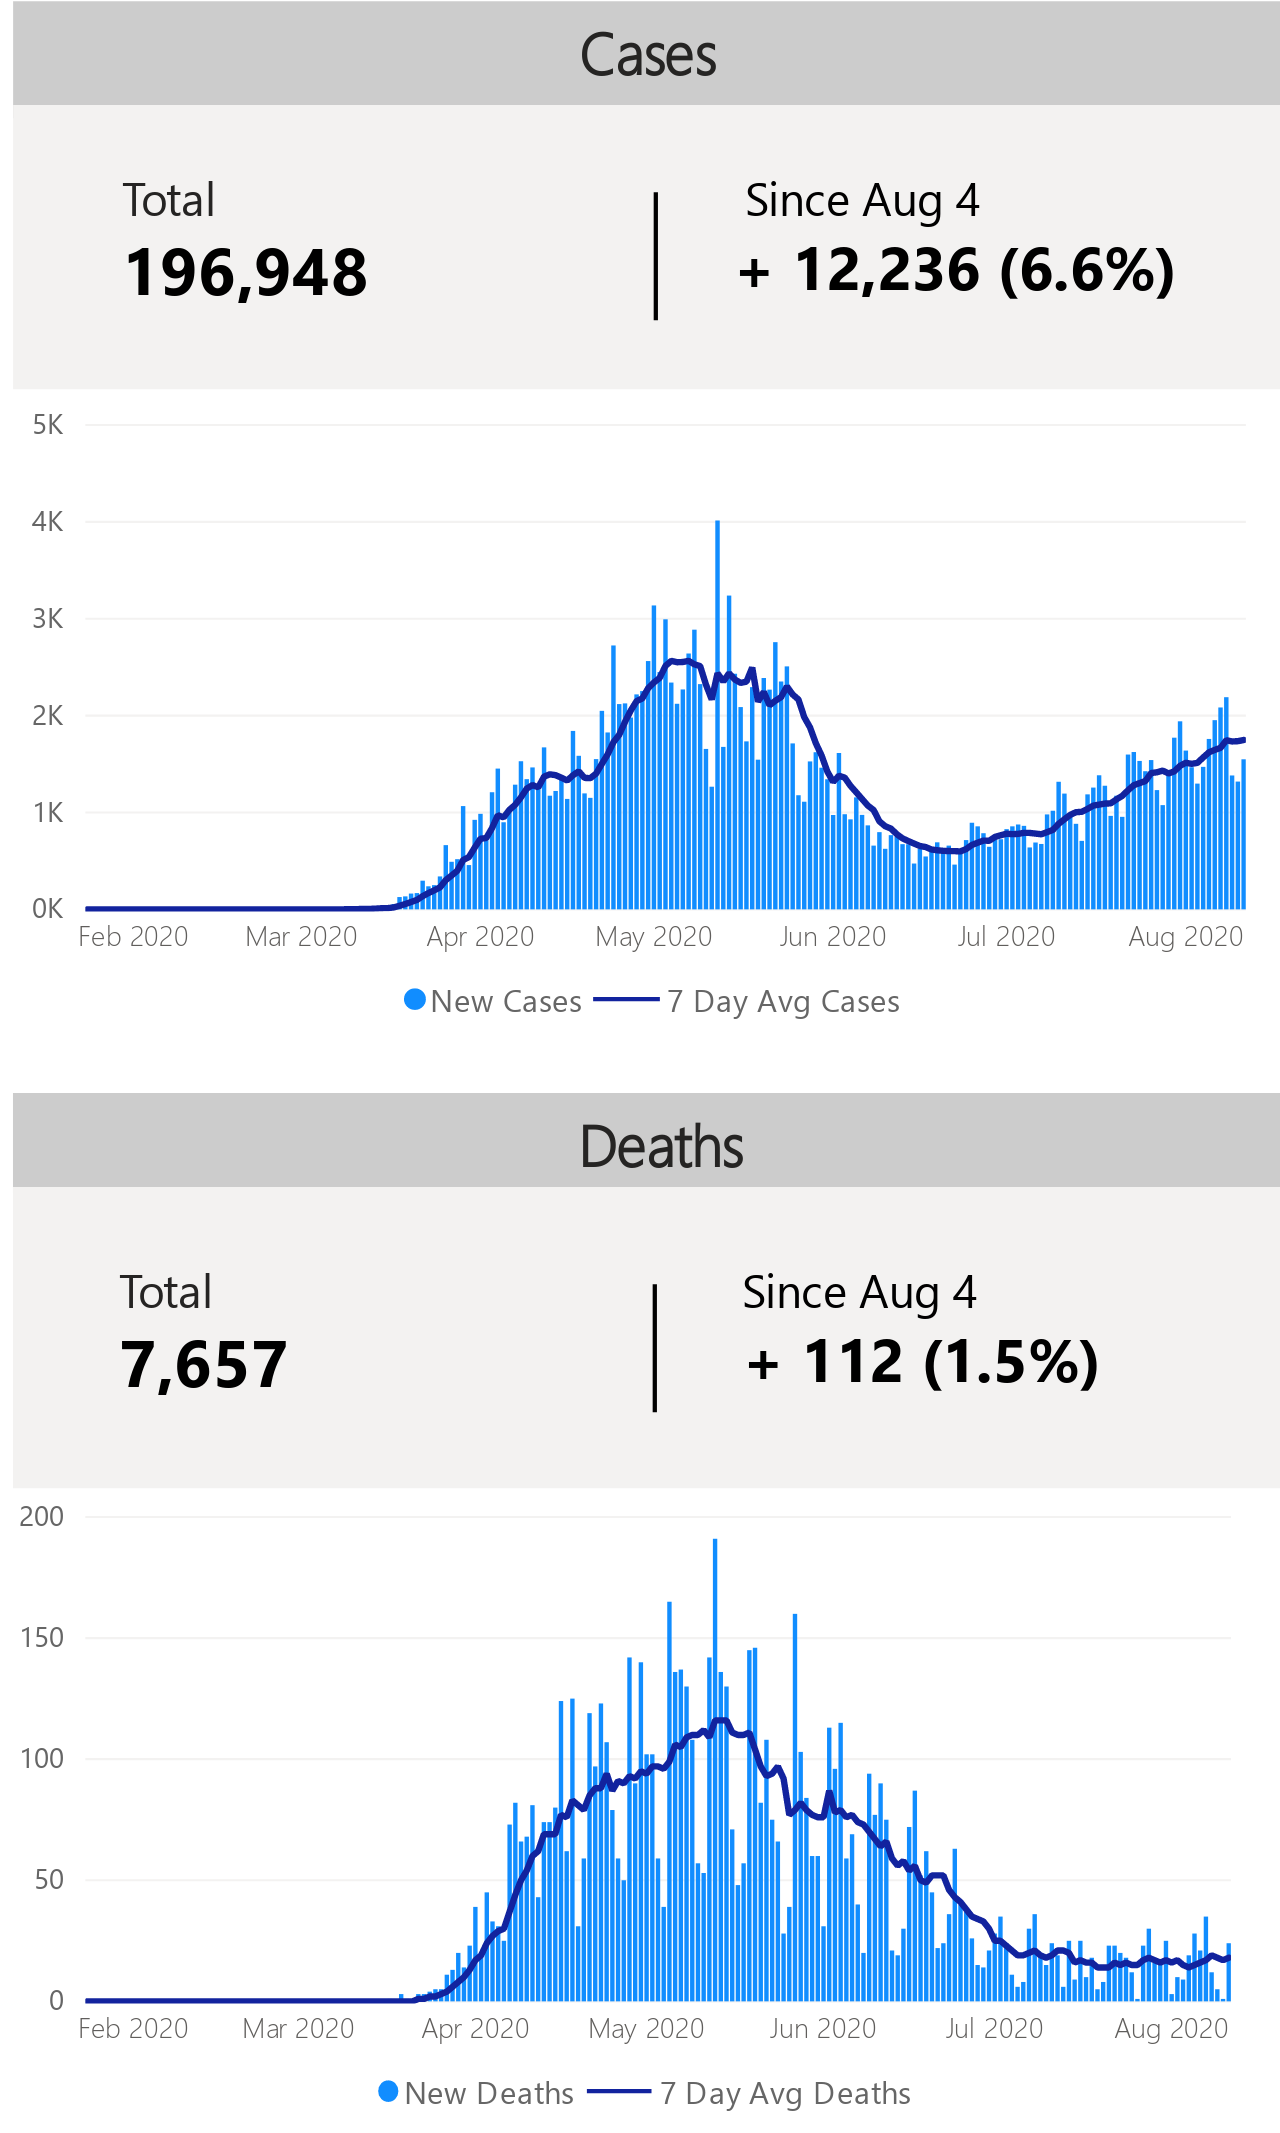 Cases
Total
Since Aug 4
196,948
+ 12,236 (6.6%)
5K
4K
3K
2K
1K
0K
Feb 2020 Mar 2020 Apr 2020 May 2020 Jun 2020 Jul 2020 Aug 2020
New Cases 7 Day Avg Cases
Deaths
Total
Since Aug 4
7,657
+ 112 (1.5%)
200
150
100
50
0
Feb 2020 Mar 2020 Apr 2020 May 2020 Jun 2020 Jul 2020 Aug 2020
New Deaths 7 Day Avg Deaths